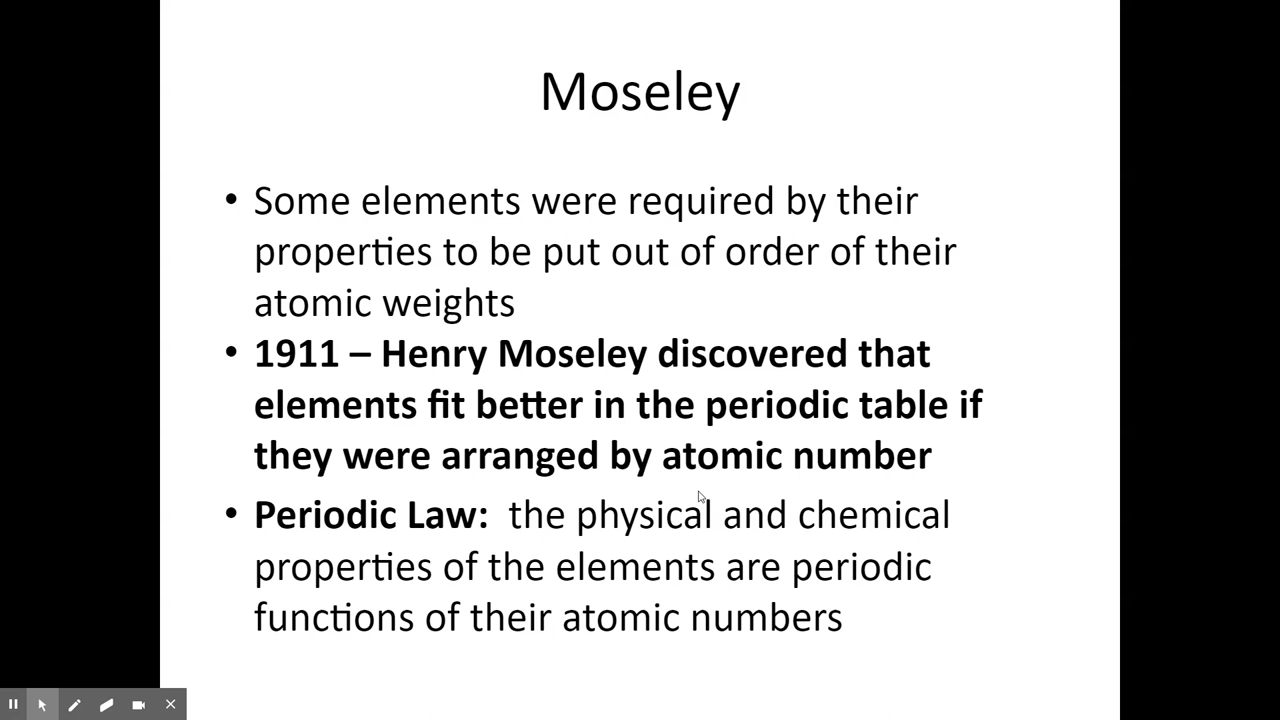 Moseley
• Some elements were required by their
properties to be put out of order of their
atomic weights
• 1911 – Henry Moseley discovered that
elements fit better in the periodic table if
they were arranged by atomic number
• Periodic Law:  the physical and chemical
properties of the elements are periodic
functions of their atomic numbers